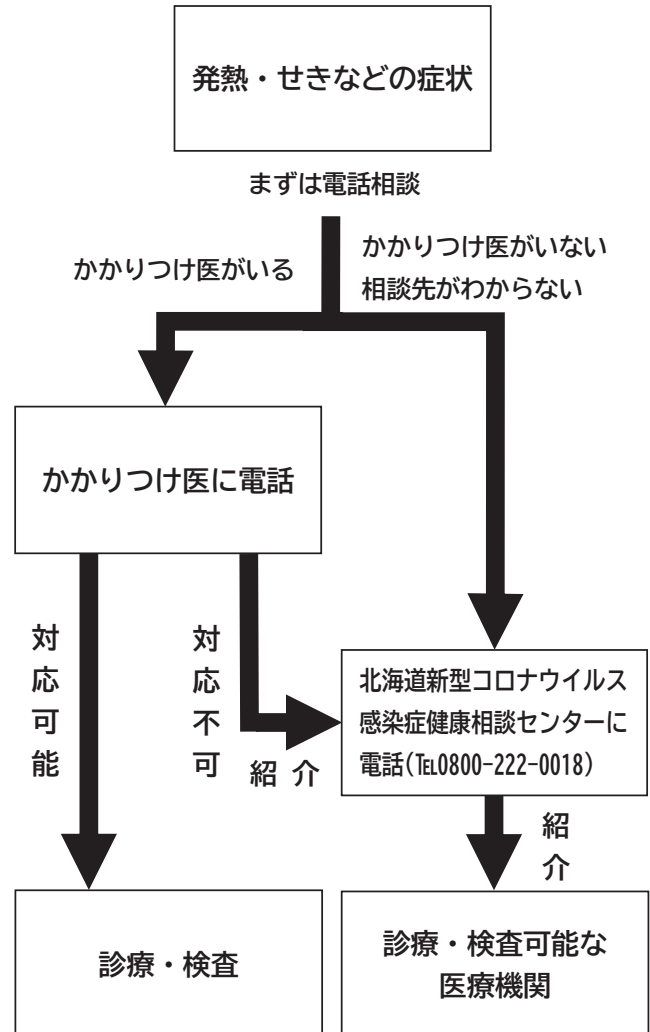 発熱・せきなどの症状
まずは電話相談
かかりつけ医がいる
かかりつけ医がいない
相談先がわからない
かかりつけ医に電話
対応可能
対応不可
紹介
北海道新型コロナウイルス
感染症健康相談センターに
電話(℡0800-222-0018)
紹介
診療・検査
診療・検査可能な
医療機関